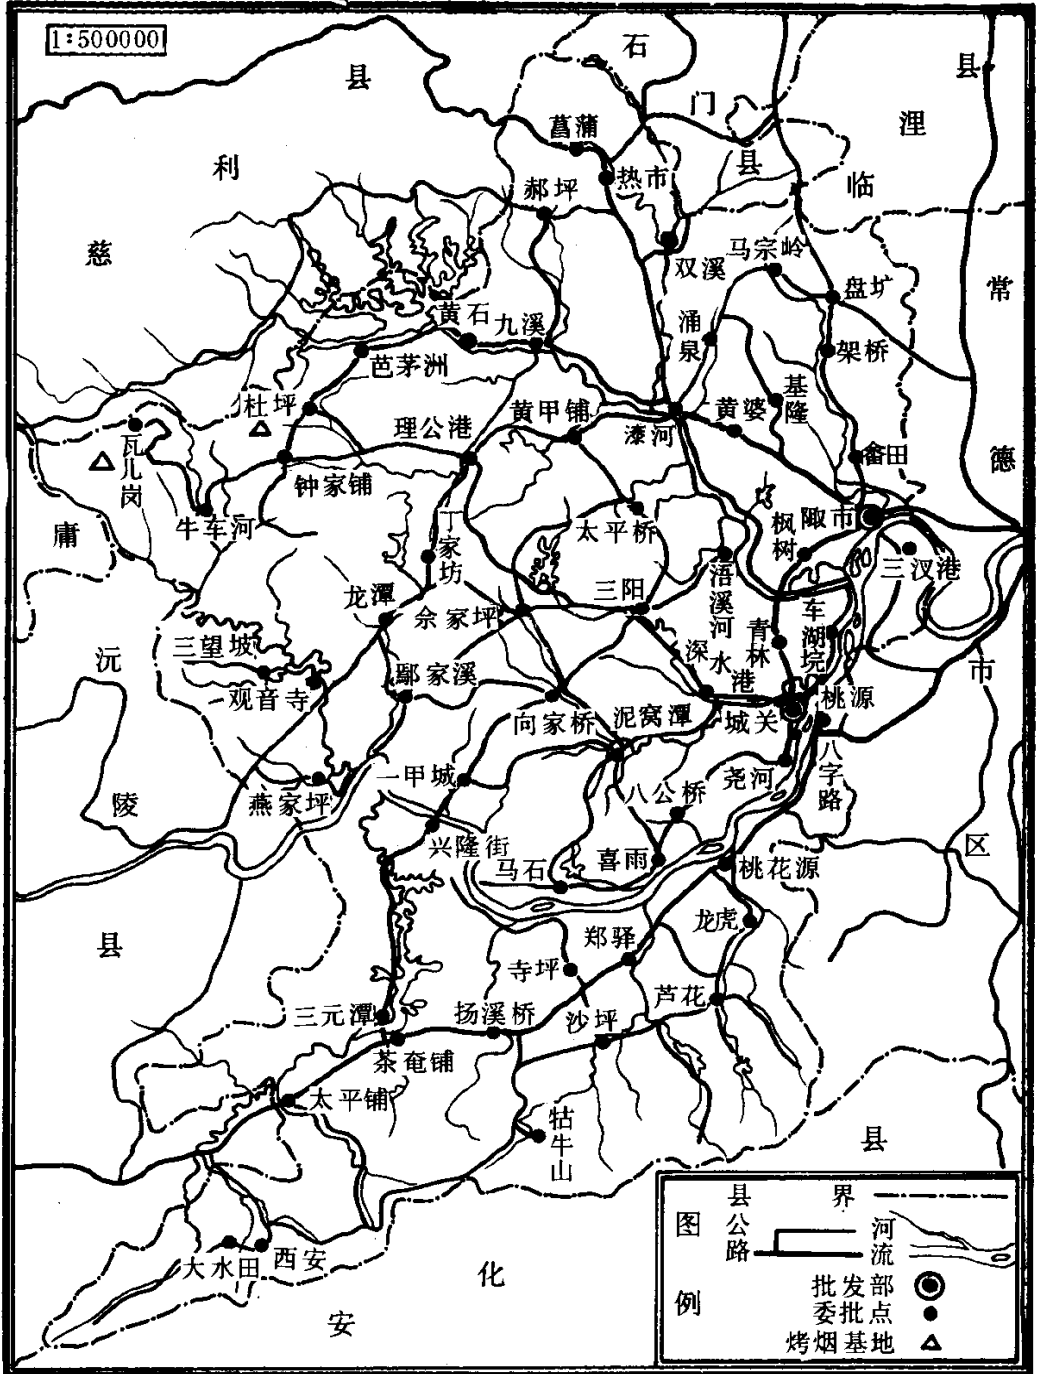 1:500000
石
门
县
县
利
慈
县
浬
临
常
德
市
区
菖蒲
热市
郝坪
双溪
马宗岭
盘圹
黄石
九溪
涌泉
架桥
芭茅洲
基隆
杜坪
理公港
黄甲铺
漆河
黄婆
畲田
瓦儿岗
钟家铺
牛车河
太平桥
枫树
陬市
三汊港
庸
丁家坊
龙潭
佘家坪
三阳
浯溪河
青林
车湖垸
三望坡
沅
观音寺
鄢家溪
深水港
向家桥
泥窝潭
城关
桃源
八字路
尧河
一甲城
八公桥
燕家坪
陵
兴隆街
马石
喜雨
桃花源
县
龙虎
郑驿
寺坪
芦花
三元潭
扬溪桥
沙坪
茶奄铺
太平铺
牯牛山
县
大水田
西安
化
安
图例
县界
公路
河流
批发部
委批点
烤烟基地